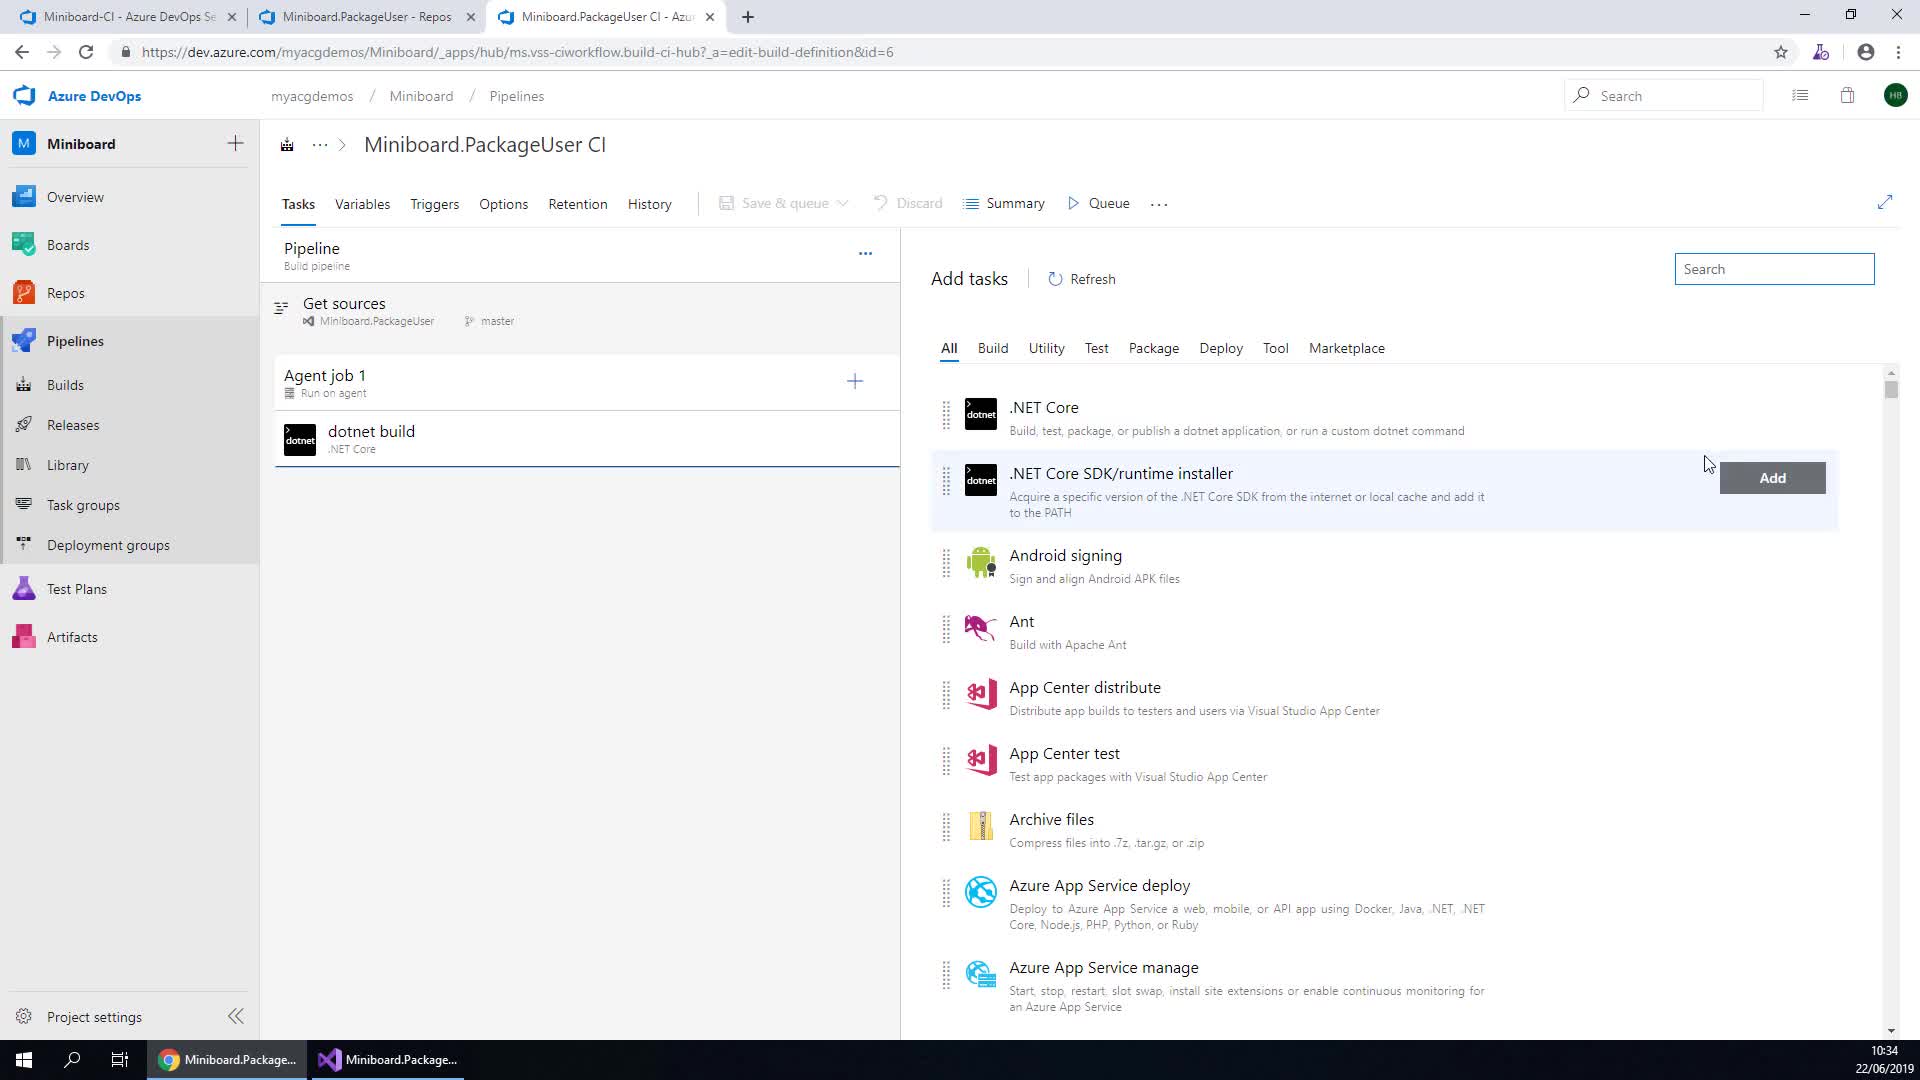 Miniboard-CI - Azure DevOps Se
Miniboard.PackageUser - Repos
Miniboard.PackageUser CI - Azu
https://dev.azure.com/myacgdemos/Miniboard/_apps/hub/ms.vss-ciworkflow.build-ci-hub?_a=edit-build-definition&id=6
Azure DevOps
myacgdemos / Miniboard / Pipelines
Search
HB
M Miniboard
Overview
Boards
Repos
Pipelines
Builds
Releases
Library
Task groups
Deployment groups
Test Plans
Artifacts
Project settings
... > Miniboard.PackageUser CI
Tasks Variables Triggers Options Retention History Save & queue Discard Summary Queue ...
Pipeline
Build pipeline
...
Get sources
Miniboard.PackageUser master
Agent job 1
Run on agent
dotnet
dotnet build
.NET Core
Add tasks Refresh
Search
All Build Utility Test Package Deploy Tool Marketplace
dotnet
.NET Core
Build, test, package, or publish a dotnet application, or run a custom dotnet command
dotnet
.NET Core SDK/runtime installer
Acquire a specific version of the .NET Core SDK from the internet or local cache and add it
to the PATH
Add
Android signing
Sign and align Android APK files
Ant
Build with Apache Ant
App Center distribute
Distribute app builds to testers and users via Visual Studio App Center
App Center test
Test app packages with Visual Studio App Center
Archive files
Compress files into .7z, .tar.gz, or .zip
Azure App Service deploy
Deploy to Azure App Service a web, mobile, or API app using Docker, Java, .NET, .NET
Core, Node.js, PHP, Python, or Ruby
Azure App Service manage
Start, stop, restart, slot swap, install site extensions or enable continuous monitoring for
an Azure App Service
Miniboard.Package...
Miniboard.Package...
10:34
22/06/2019